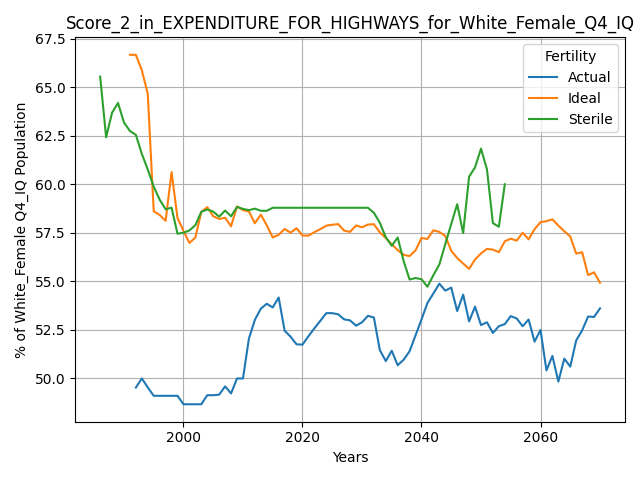 Score_2_in_EXPENDITURE_FOR_HIGHWAYS_for_White_Female_Q4_IQ
67.5
65.0
62.5
60.0
57.5
55.0
52.5
50.0
% of White_Female Q4_IQ Population
Fertility
Actual
Ideal
Sterile
2000
2020
2040
2060
Years